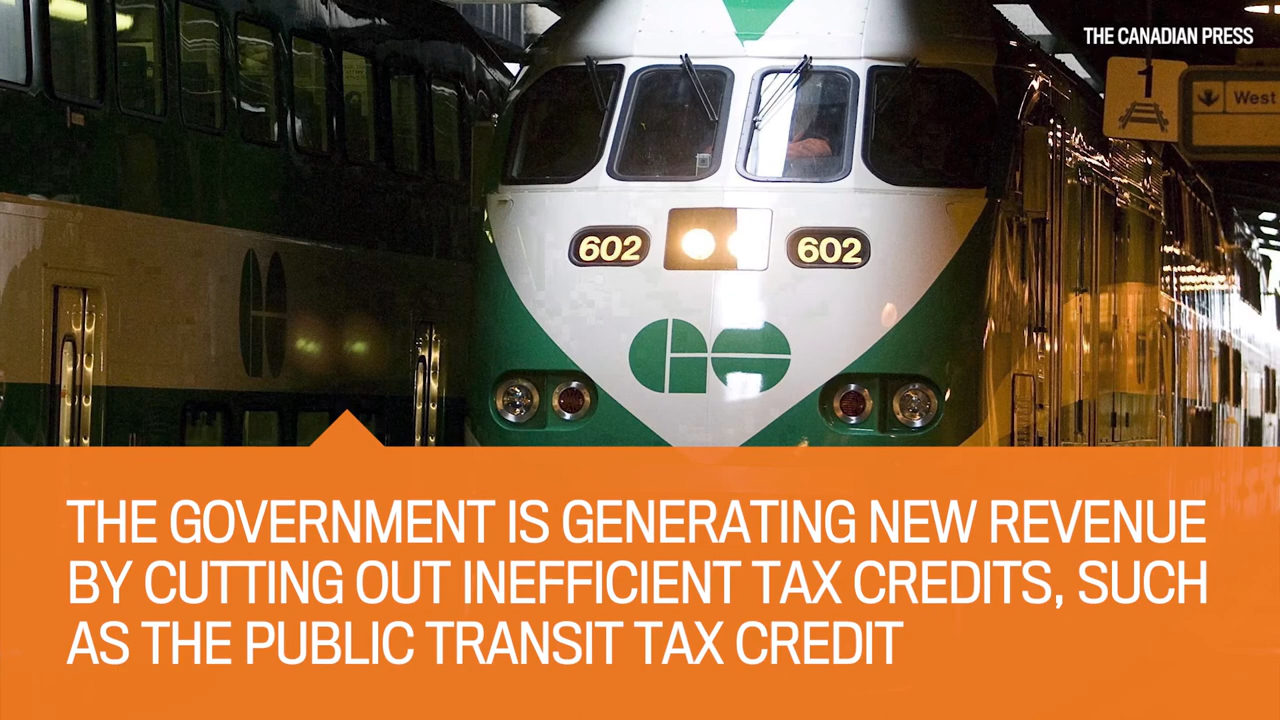 THE CANADIAN PRESS
1
West
602 602
GO
GO
THE GOVERNMENT IS GENERATING NEW REVENUE
BY CUTTING OUT INEFFICIENT TAX CREDITS, SUCH
AS THE PUBLIC TRANSIT TAX CREDIT